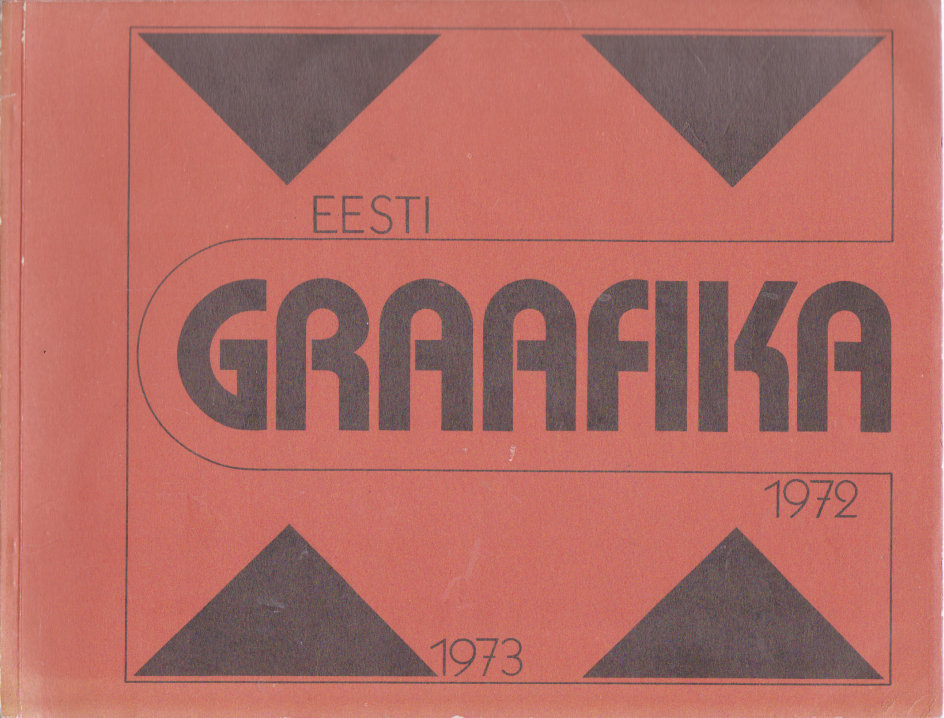 EESTI
GRAAFIKA
1972
1973